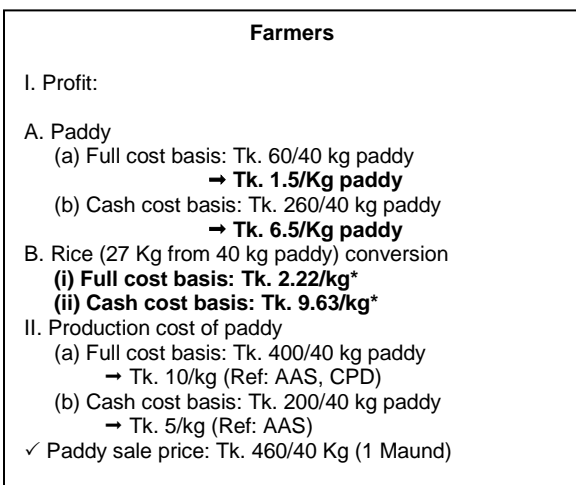 Farmers
I. Profit:
A. Paddy
(a) Full cost basis: Tk. 60/40 kg paddy
➞ Tk. 1.5/Kg paddy
(b) Cash cost basis: Tk. 260/40 kg paddy
➞ Tk. 6.5/Kg paddy
B. Rice (27 Kg from 40 kg paddy) conversion
(i) Full cost basis: Tk. 2.22/kg*
(ii) Cash cost basis: Tk. 9.63/kg*
II. Production cost of paddy
(a) Full cost basis: Tk. 400/40 kg paddy
➞ Tk. 10/kg (Ref: AAS, CPD)
(b) Cash cost basis: Tk. 200/40 kg paddy
➞ Tk. 5/kg (Ref: AAS)
✓ Paddy sale price: Tk. 460/40 Kg (1 Maund)